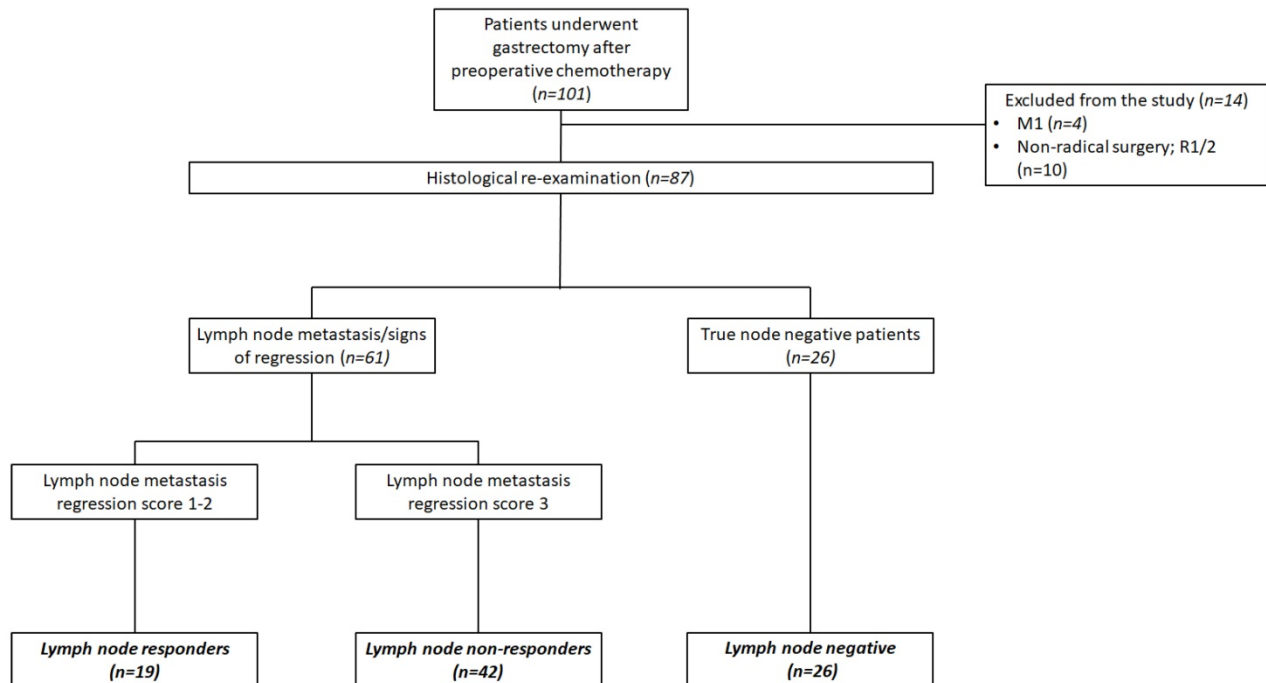 Patients underwent
gastrectomy after
preoperative chemotherapy
(n=101)
Excluded from the study (n=14)
• M1 (n=4)
• Non-radical surgery; R1/2
(n=10)
Histological re-examination (n=87)
Lymph node metastasis/signs
of regression (n=61)
True node negative patients
(n=26)
Lymph node metastasis
regression score 1-2
Lymph node metastasis
regression score 3
Lymph node responders
(n=19)
Lymph node non-responders
(n=42)
Lymph node negative
(n=26)